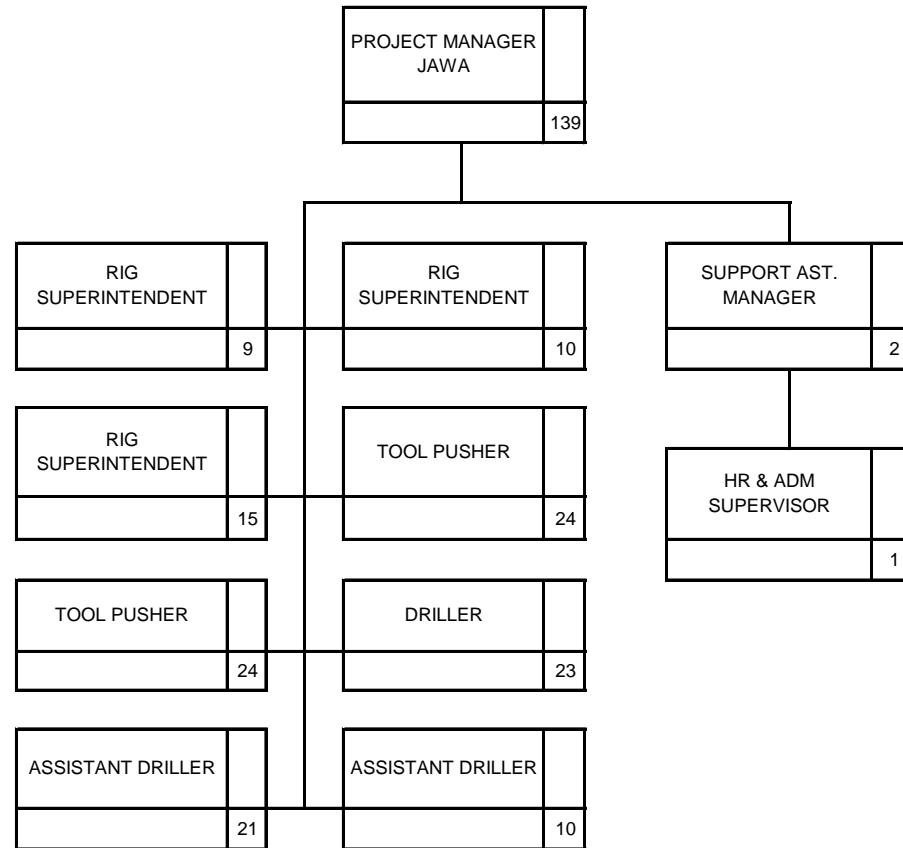 PROJECT MANAGER
JAWA
139
RIG
SUPERINTENDENT
9
RIG
SUPERINTENDENT
10
SUPPORT AST.
MANAGER
2
RIG
SUPERINTENDENT
15
TOOL PUSHER
24
HR & ADM
SUPERVISOR
1
TOOL PUSHER
24
DRILLER
23
ASSISTANT DRILLER
21
ASSISTANT DRILLER
10